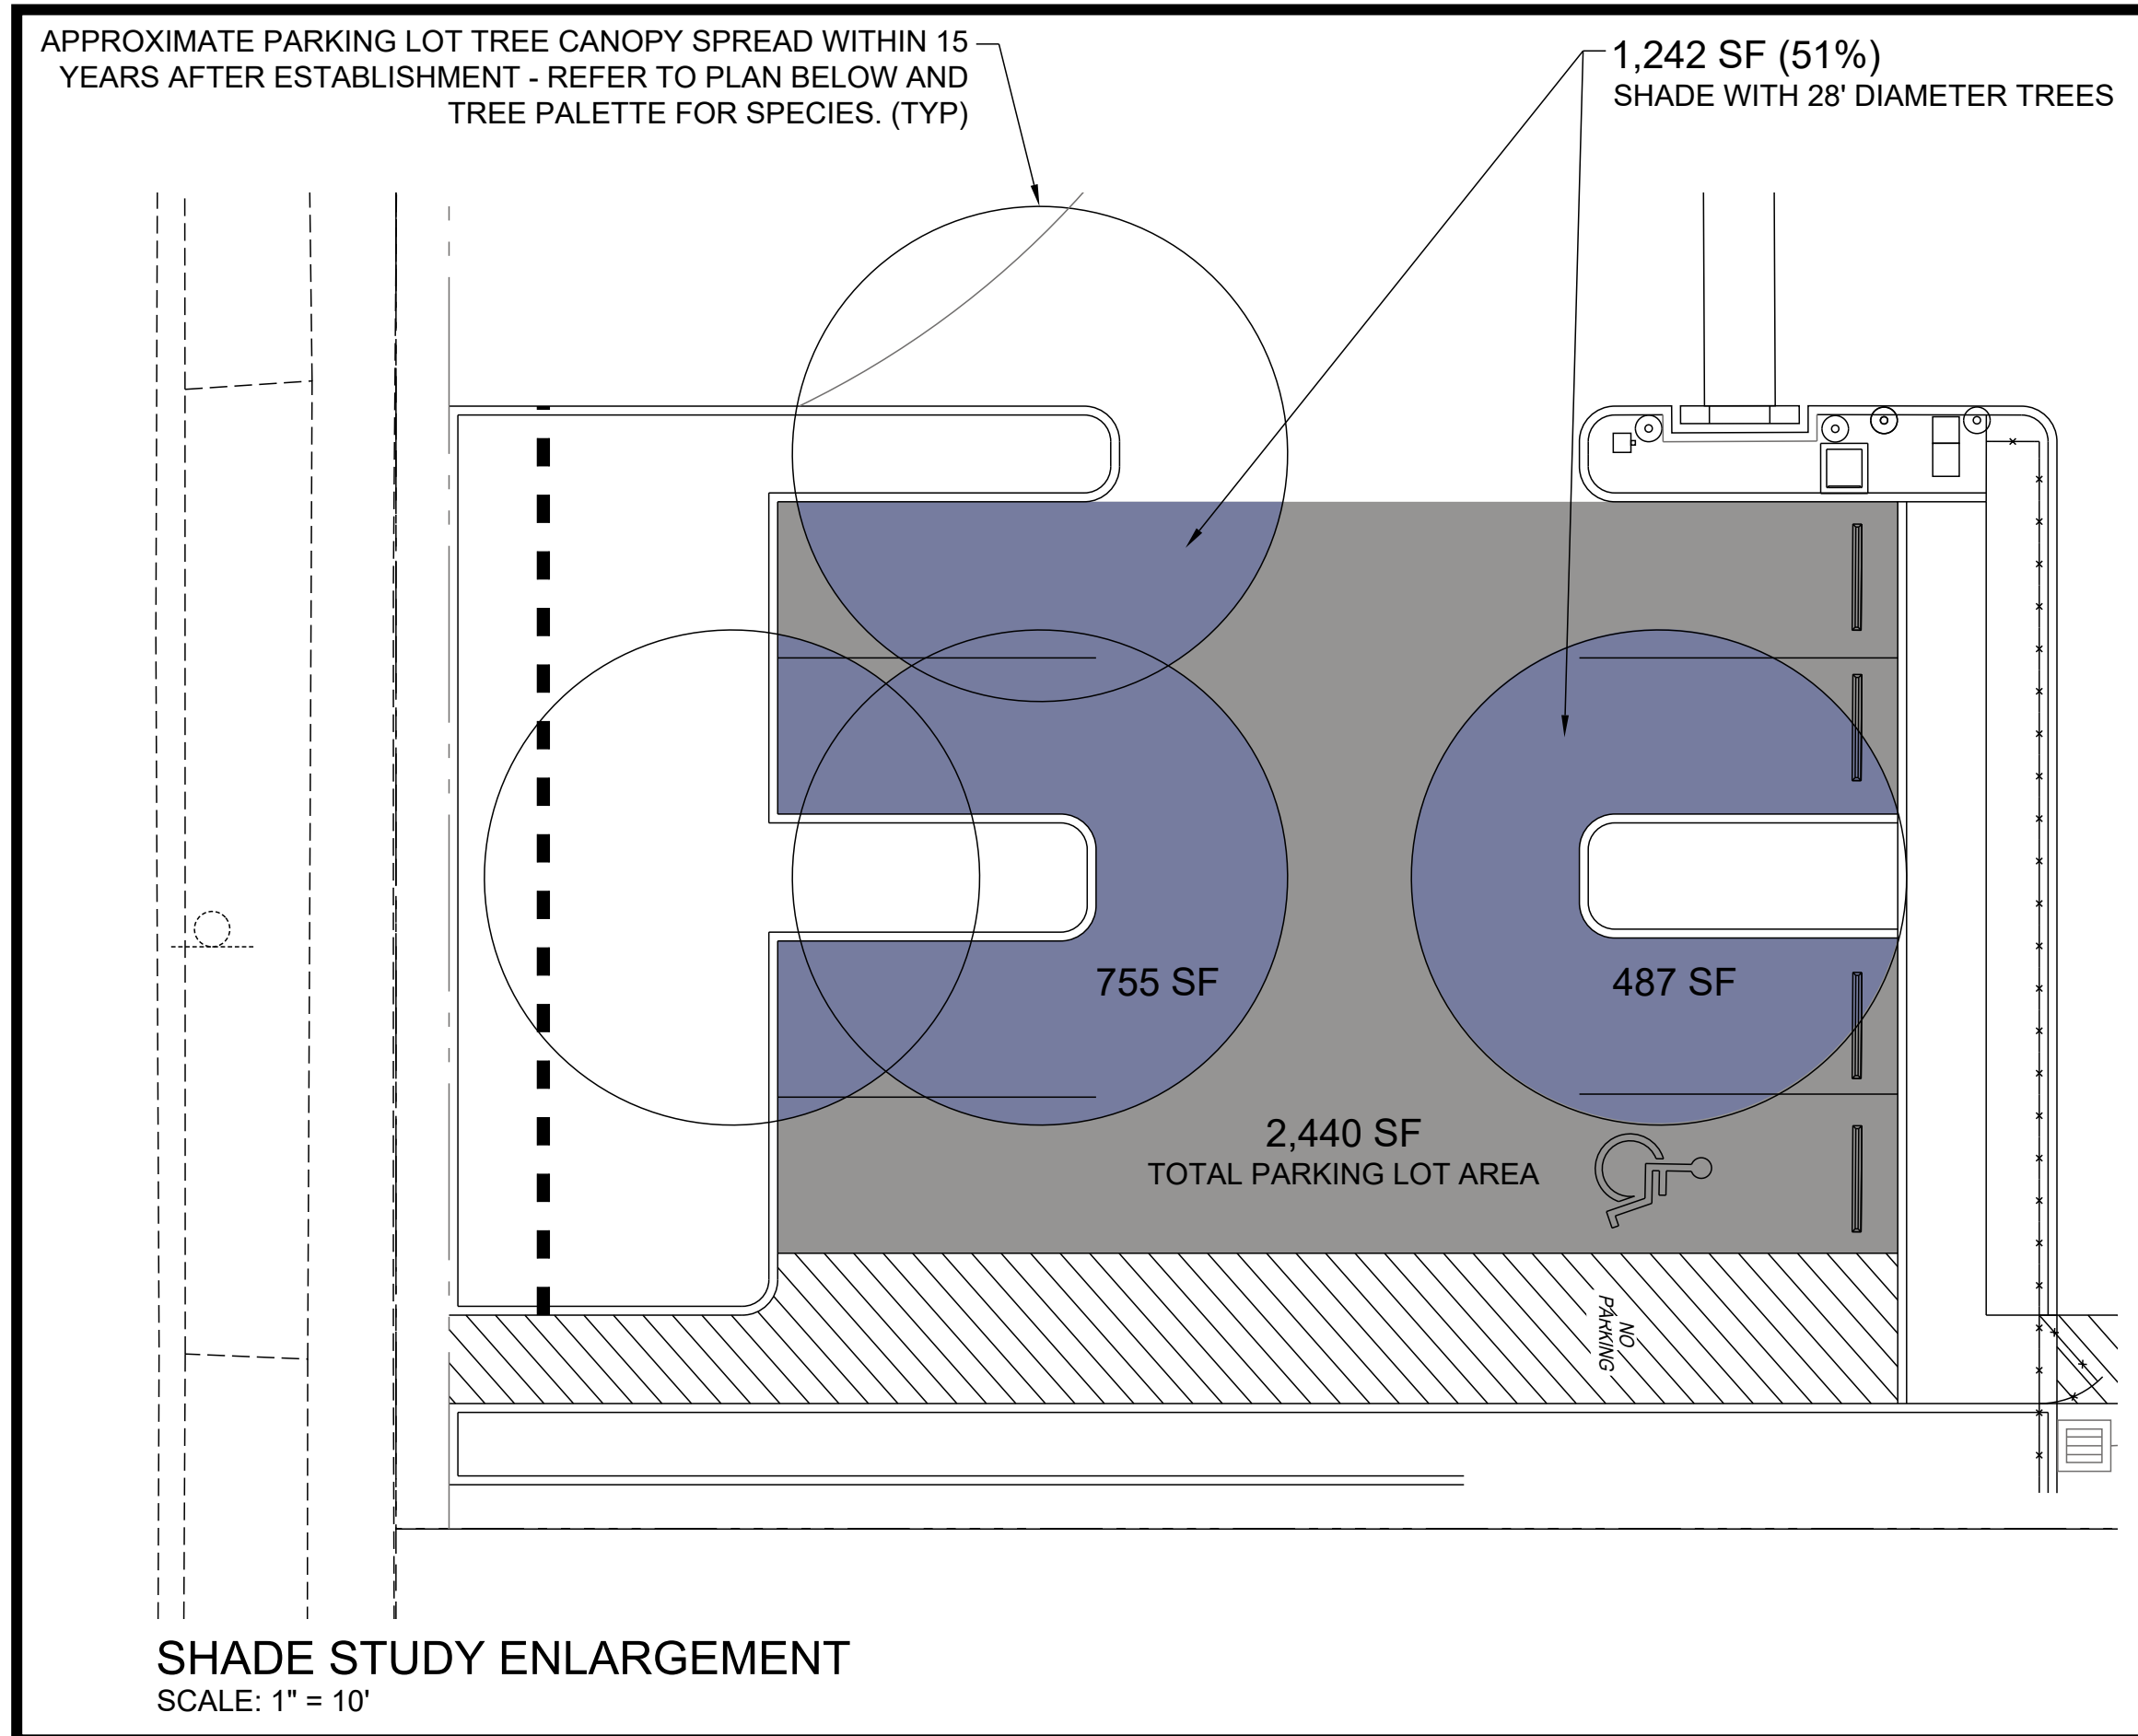 APPROXIMATE PARKING LOT TREE CANOPY SPREAD WITHIN 15
YEARS AFTER ESTABLISHMENT - REFER TO PLAN BELOW AND
TREE PALETTE FOR SPECIES. (TYP)
1,242 SF (51%)
SHADE WITH 28' DIAMETER TREES
755 SF
487 SF
2,440 SF
TOTAL PARKING LOT AREA
NO
PARKING
SHADE STUDY ENLARGEMENT
SCALE: 1" = 10'